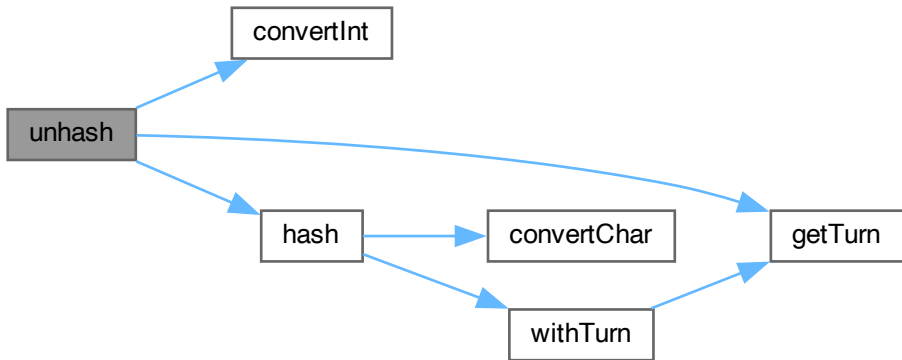 convertInt
unhash
hash
convertChar
getTurn
withTurn